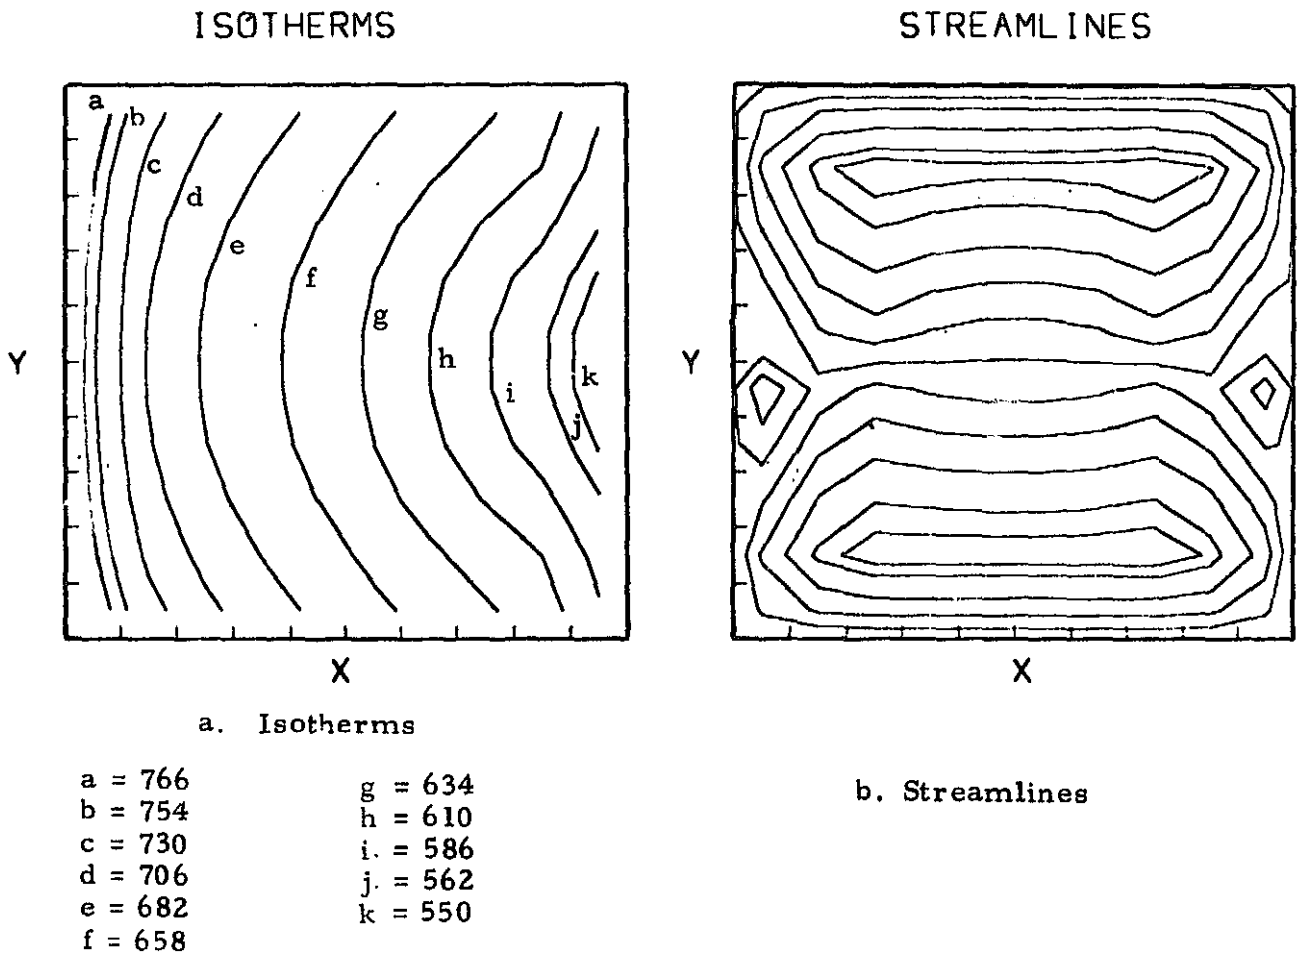 ISOTHERMS
STREAMLINES
a
b
c
d
e
f
g
h
i
j
k
Y
X
Y
X
a. Isotherms
a = 766
b = 754
c = 730
d = 706
e = 682
f = 658
g = 634
h = 610
i. = 586
j. = 562
k = 550
b. Streamlines